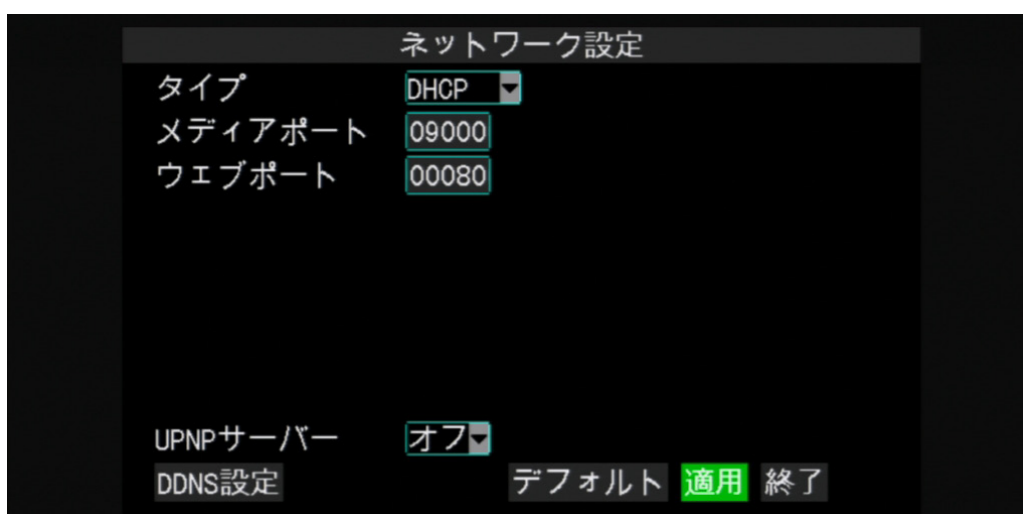 ネットワーク設定
タイプ DHCP
メディアポート 09000
ウェブポート 00080
UPNPサーバー オフ
DDNS設定 デフォルト 適用 終了